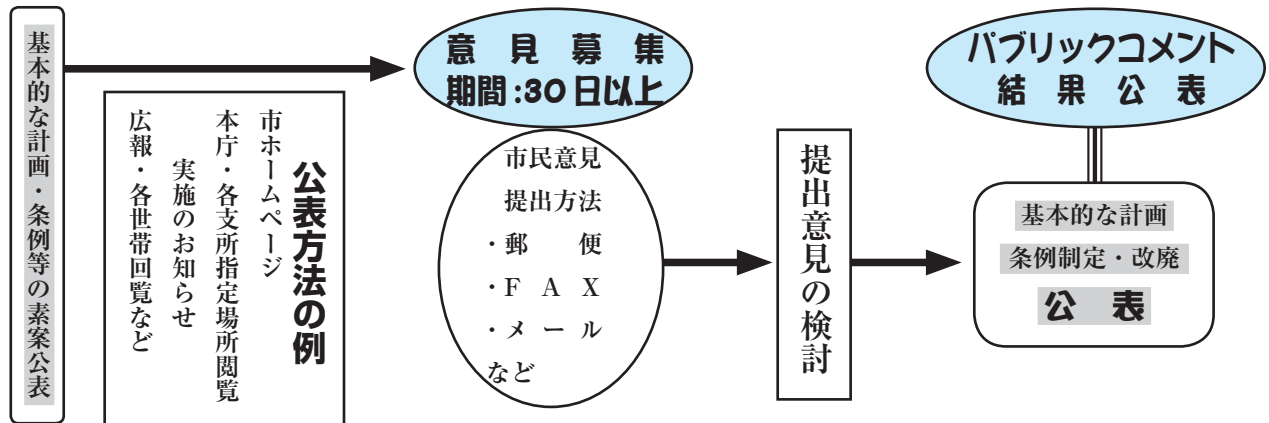 基本的な計画・条例等の素案公表
公表方法の例
市ホームページ
本庁・各支所指定場所閲覧
実施のお知らせ
広報・各世帯回覧など
意見募集
期間:30日以上
市民意見
提出方法
・郵便
・FAX
・メール
など
提出意見の検討
パブリックコメント
結果公表
基本的な計画
条例制定・改廃
公表